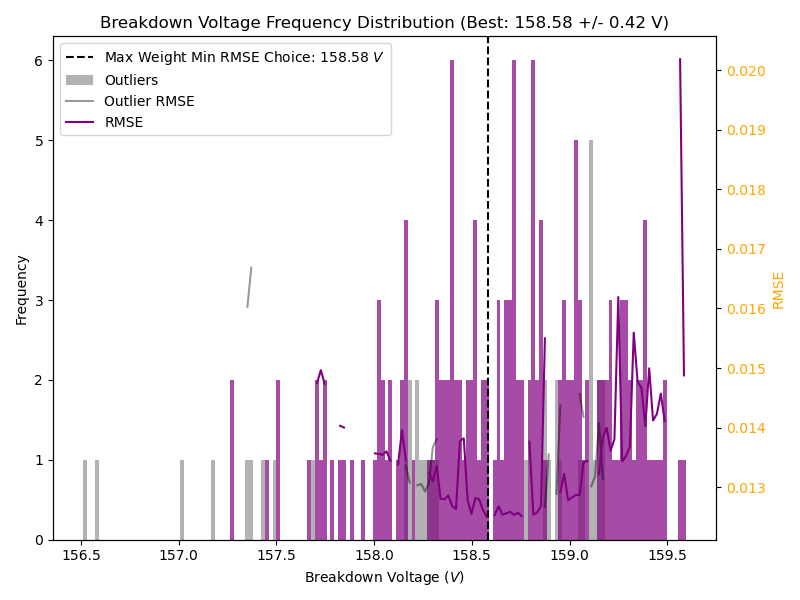 Breakdown Voltage Frequency Distribution (Best: 158.58 +/- 0.42 V)
Max Weight Min RMSE Choice: 158.58 V
Outliers
Outlier RMSE
RMSE
Frequency
6
5
4
3
2
1
0
0.020
0.019
0.018
0.017
0.016
0.015
0.014
0.013
RMSE
156.5 157.0 157.5 158.0 158.5 159.0 159.5
Breakdown Voltage (V)